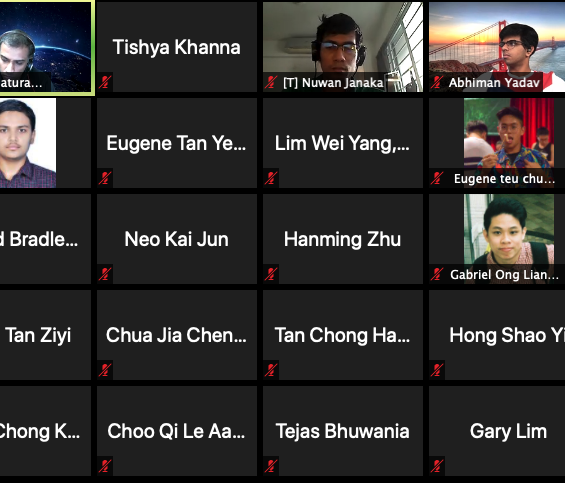 atura...
Tishya Khanna
[T] Nuwan Janaka
Abhiman Yadav
Eugene Tan Ye...
Lim Wei Yang,...
Eugene teu chu...
d Bradle...
Neo Kai Jun
Hanming Zhu
Gabriel Ong Lian...
Tan Ziyi
Chua Jia Chen...
Tan Chong Ha...
Hong Shao Yi
Chong K...
Choo Qi Le Aa...
Tejas Bhuwania
Gary Lim